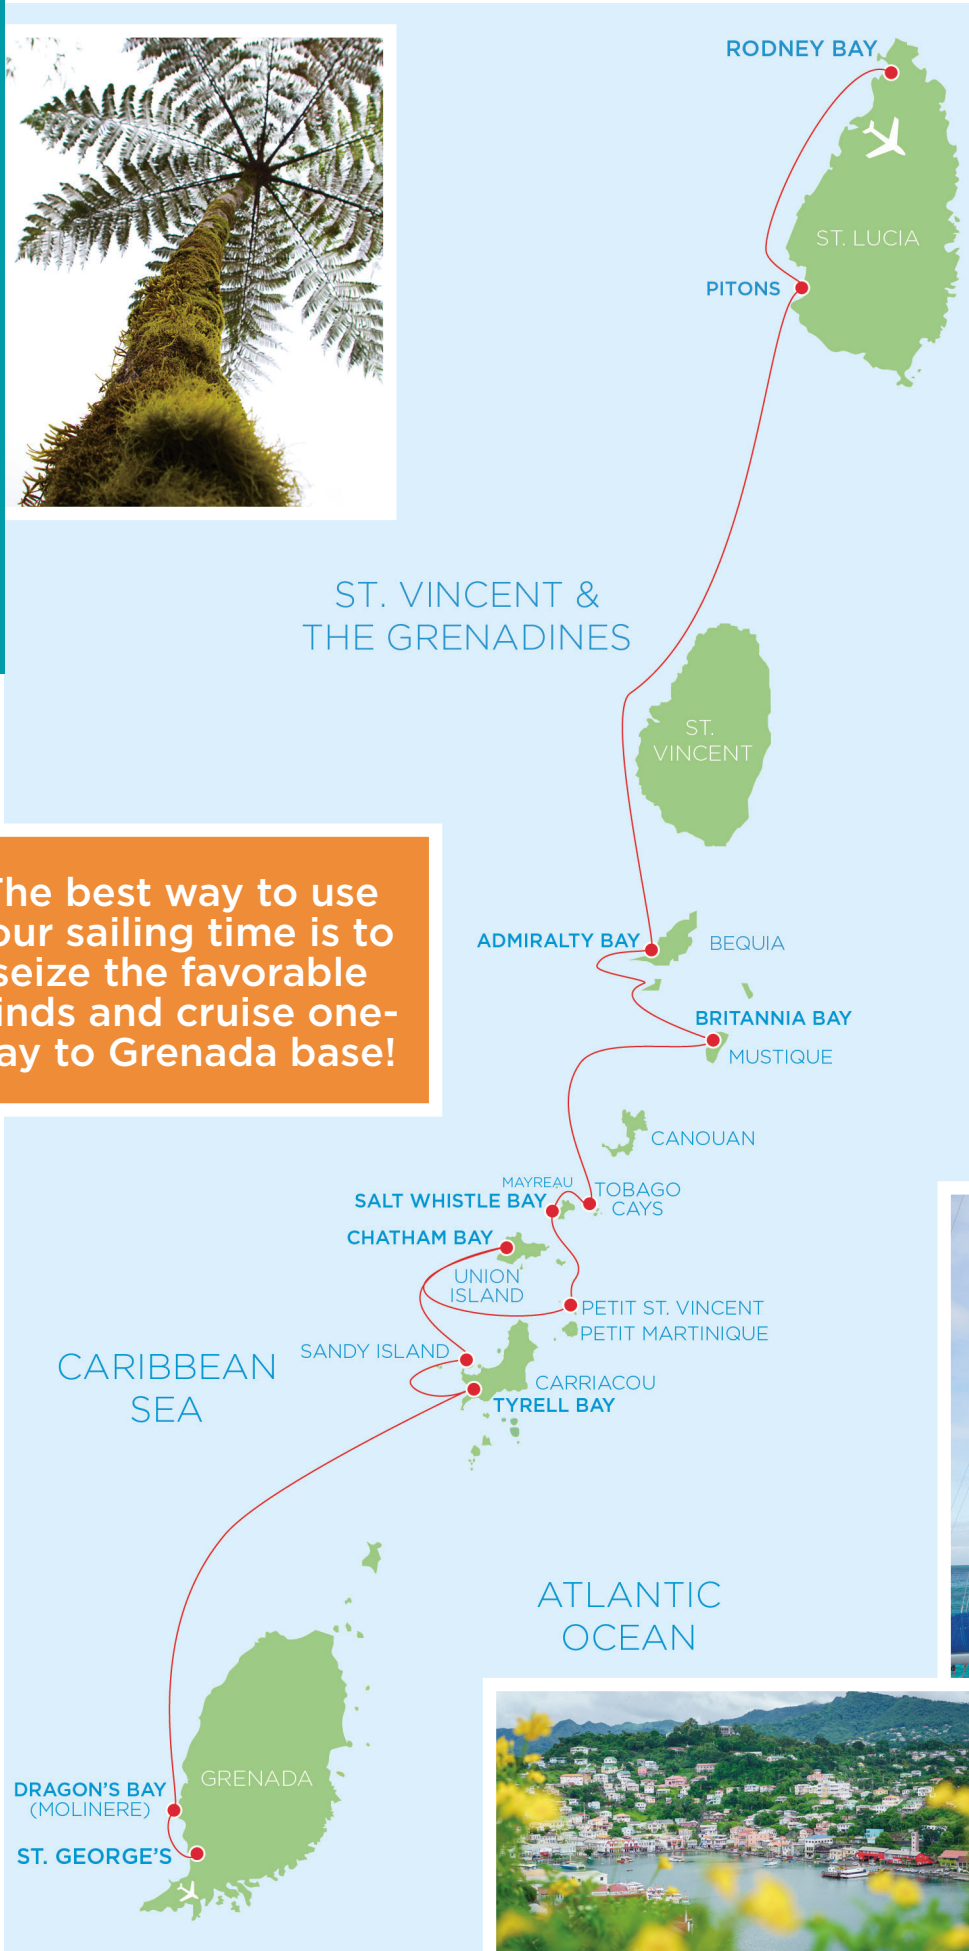 RODNEY BAY
ST. LUCIA
PITONS
ST. VINCENT &
THE GRENADINES
ST.
VINCENT
The best way to use
our sailing time is to
seize the favorable
inds and cruise one-
ay to Grenada base!
ADMIRALTY BAY
BEQUIA
BRITANNIA BAY
MUSTIQUE
CANOUAN
MAYREAU
TOBAGO
CAYS
SALT WHISTLE BAY
CHATHAM BAY
UNION
ISLAND
PETIT ST. VINCENT
PETIT MARTINIQUE
SANDY ISLAND
CARIBBEAN
SEA
CARRIACOU
TYRELL BAY
ATLANTIC
OCEAN
GRENADA
DRAGON'S BAY
(MOLINERE)
ST. GEORGE'S